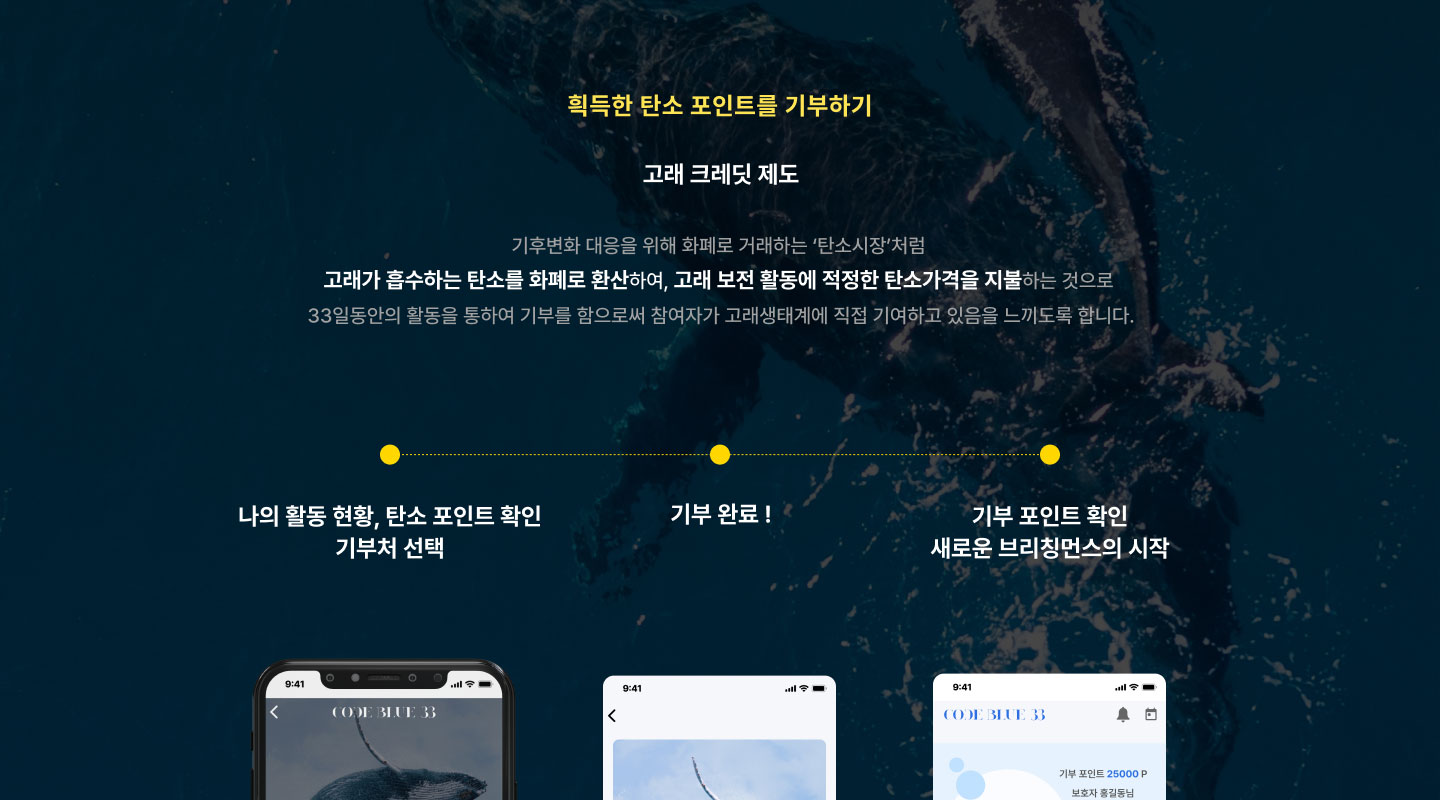 획득한 탄소 포인트를 기부하기
고래 크레딧 제도
기후변화 대응을 위해 화폐로 거래하는 ‘탄소시장’처럼
고래가 흡수하는 탄소를 화폐로 환산하여, 고래 보전 활동에 적정한 탄소가격을 지불하는 것으로
33일동안의 활동을 통하여 기부를 함으로써 참여자가 고래생태계에 직접 기여하고 있음을 느끼도록 합니다.
나의 활동 현황, 탄소 포인트 확인
기부처 선택
기부 완료 !
기부 포인트 확인
새로운 브리칭먼스의 시작
9:41
CODE BLUE 33
9:41
9:41
CODE BLUE 33
기부 포인트 25000 P
보호자 홍길동님